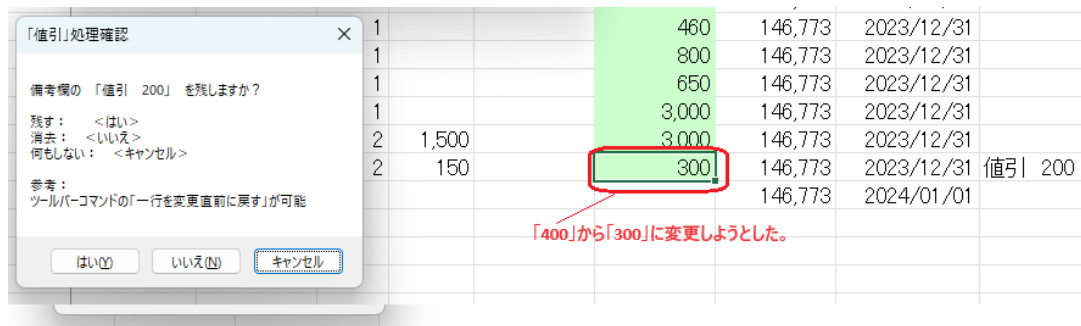 「値引」処理確認
備考欄の 「値引 200」 を残しますか？
残す： ＜はい＞
消去： ＜いいえ＞
何もしない： ＜キャンセル＞
参考：
ツールバーコマンドの「一行を変更直前に戻す」が可能
はい(Y) いいえ(N) キャンセル
1 460 146,773 2023/12/31
1 800 146,773 2023/12/31
1 650 146,773 2023/12/31
1 3,000 146,773 2023/12/31
2 1,500 3,000 146,773 2023/12/31
2 150 300 146,773 2023/12/31 値引 200
146,773 2024/01/01
「400」から「300」に変更しようとした。